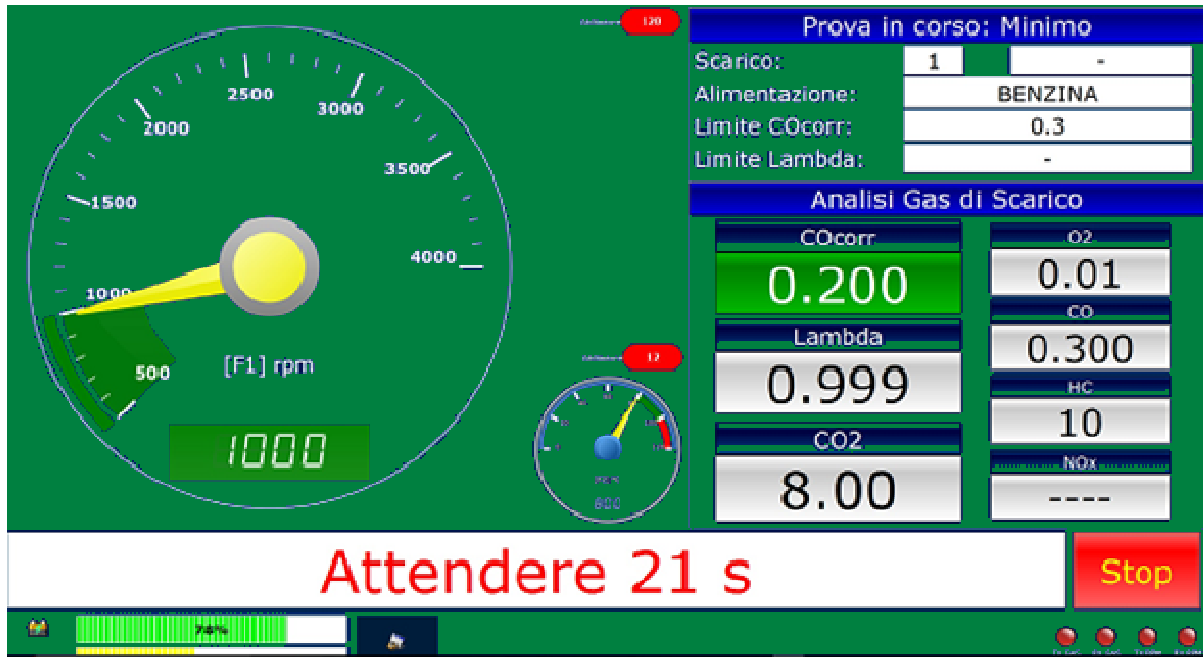 120
2500
3000
2000
3500
1500
4000
1000
500
[F1] rpm
1000
12
Prova in corso: Minimo
Scarico: 1 -
Alimentazione: BENZINA
Limite COcorr: 0.3
Limite Lambda: -
Analisi Gas di Scarico
COcorr
0.200
Lambda
0.999
CO2
8.00
O2
0.01
CO
0.300
HC
10
NOx
----
Attendere 21 s
Stop